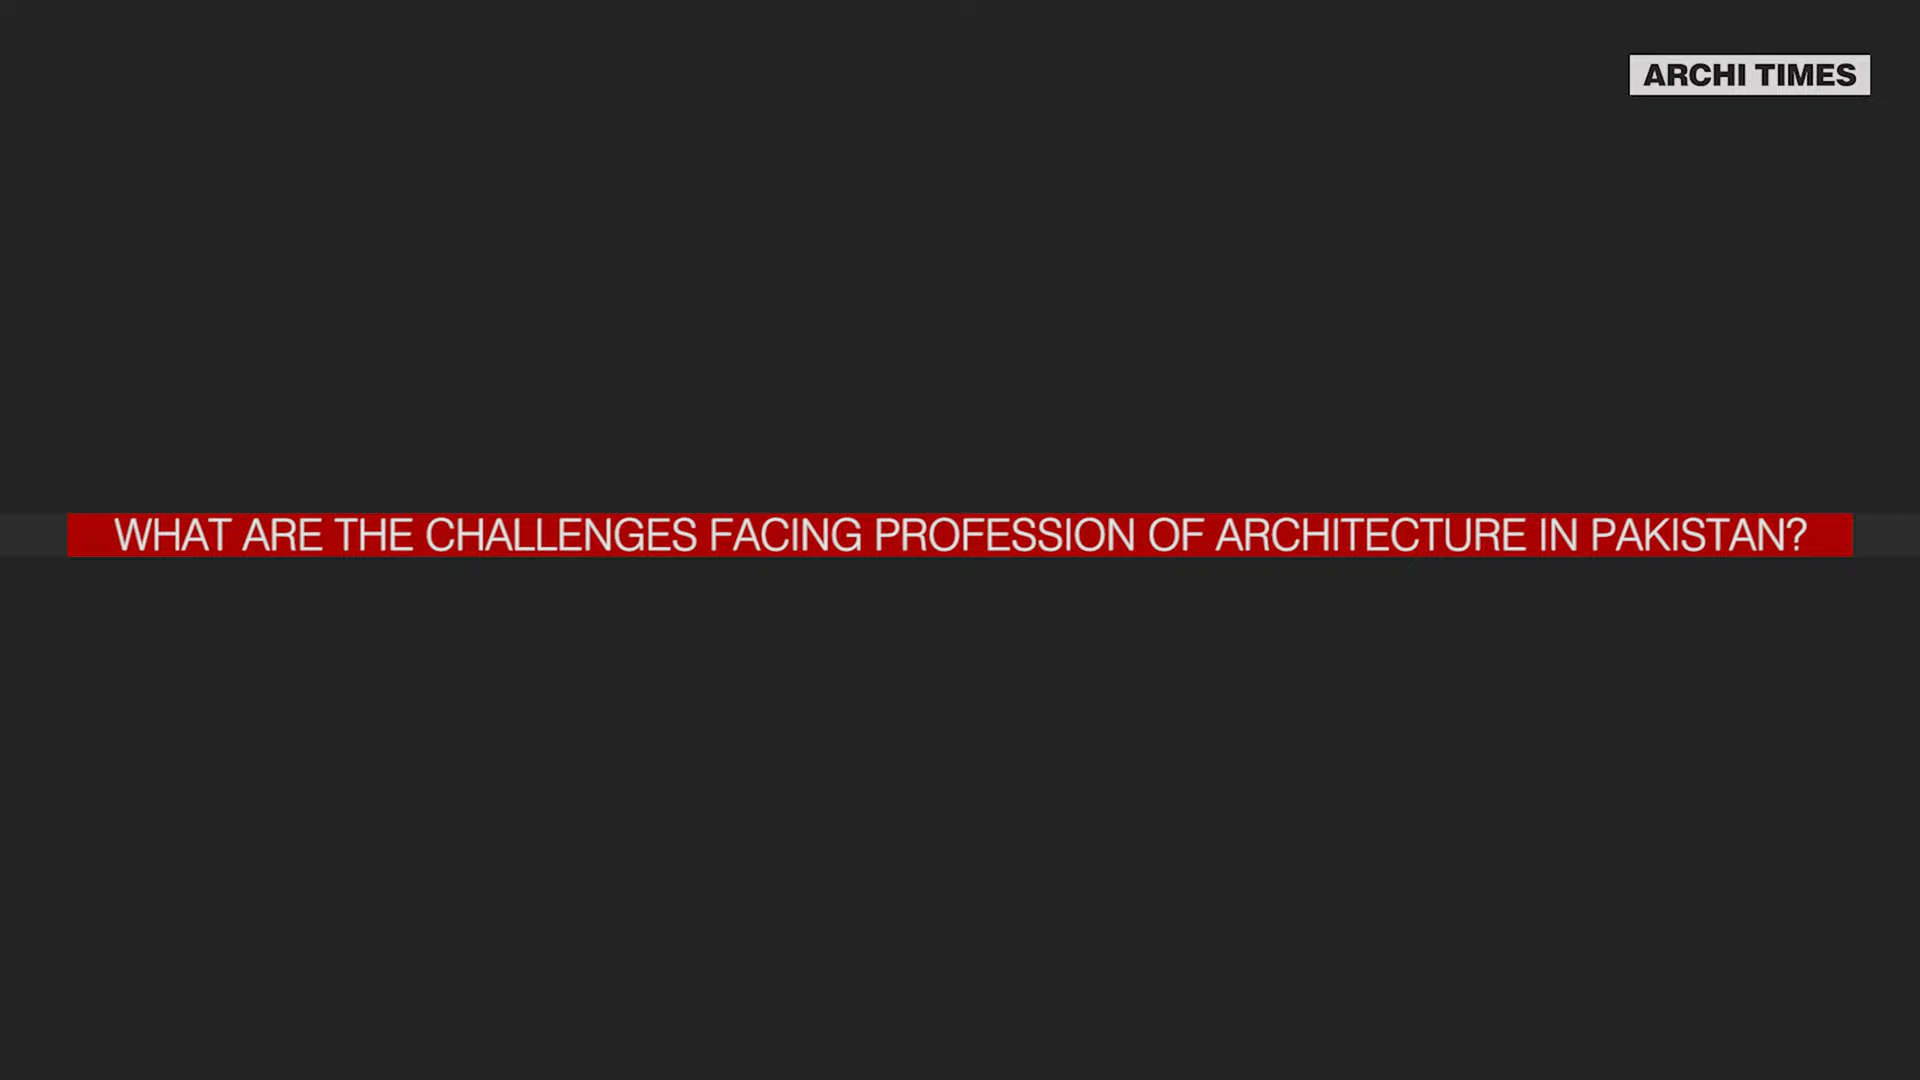 ARCHI TIMES
WHAT ARE THE CHALLENGES FACING PROFESSION OF ARCHITECTURE IN PAKISTAN?